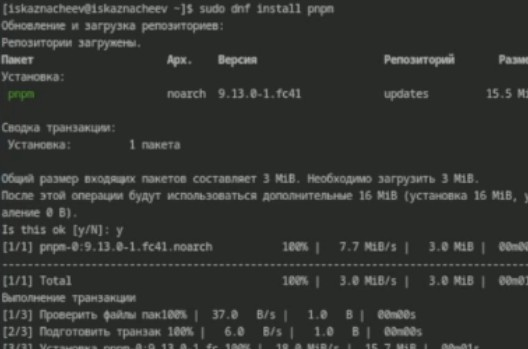 [iskaznacheev@iskaznacheev ~]$ sudo dnf install pnpm
Обновление и загрузка репозиториев:
Репозитории загружены.
Пакет Арх. Версия Репозиторий Разме
Установка:
pnpm noarch 9.13.0-1.fc41 updates 15.5 Mi
Сводка транзакции:
Установка: 1 пакета
Общий размер входящих пакетов составляет 3 MiB. Необходимо загрузить 3 MiB.
После этой операции будут использоваться дополнительные 16 MiB (установка 16 MiB, у
аление 0 B).
Is this ok [y/N]: y
[1/1] pnpm-0:9.13.0-1.fc41.noarch 100% | 7.7 MiB/s | 3.0 MiB | 00m00
--------------------------------------------------------------------------------
[1/1] Total 100% | 3.0 MiB/s | 3.0 MiB | 00m01
Выполнение транзакции
[1/3] Проверить файлы пак100% | 37.0 B/s | 1.0 B | 00m00s
[2/3] Подготовить транзак 100% | 6.0 B/s | 1.0 B | 00m00s
[3/3] Установка pnpm-0:9.13.0-1.fc 100% | 18.0 MiB/s | 15.7 MiB | 00m01s